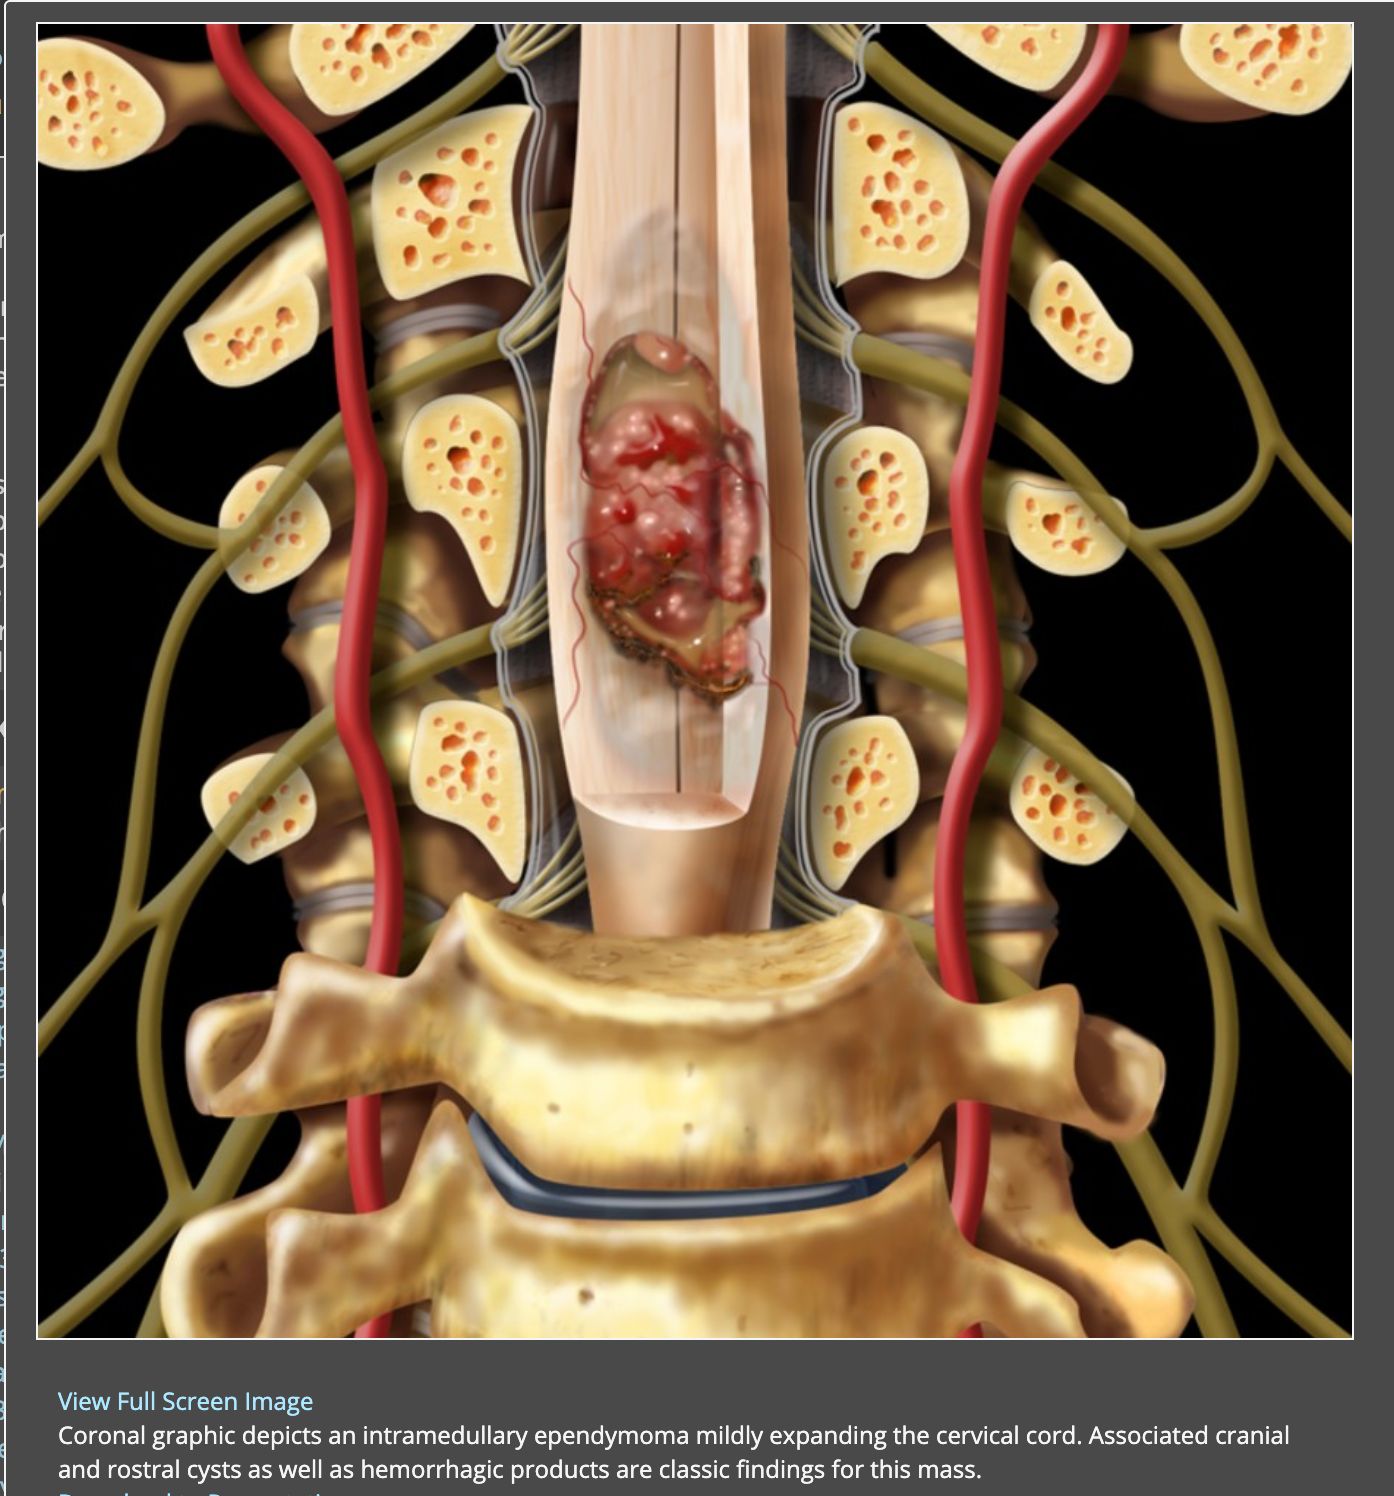 View Full Screen Image
Coronal graphic depicts an intramedullary ependymoma mildly expanding the cervical cord. Associated cranial
and rostral cysts as well as hemorrhagic products are classic findings for this mass.